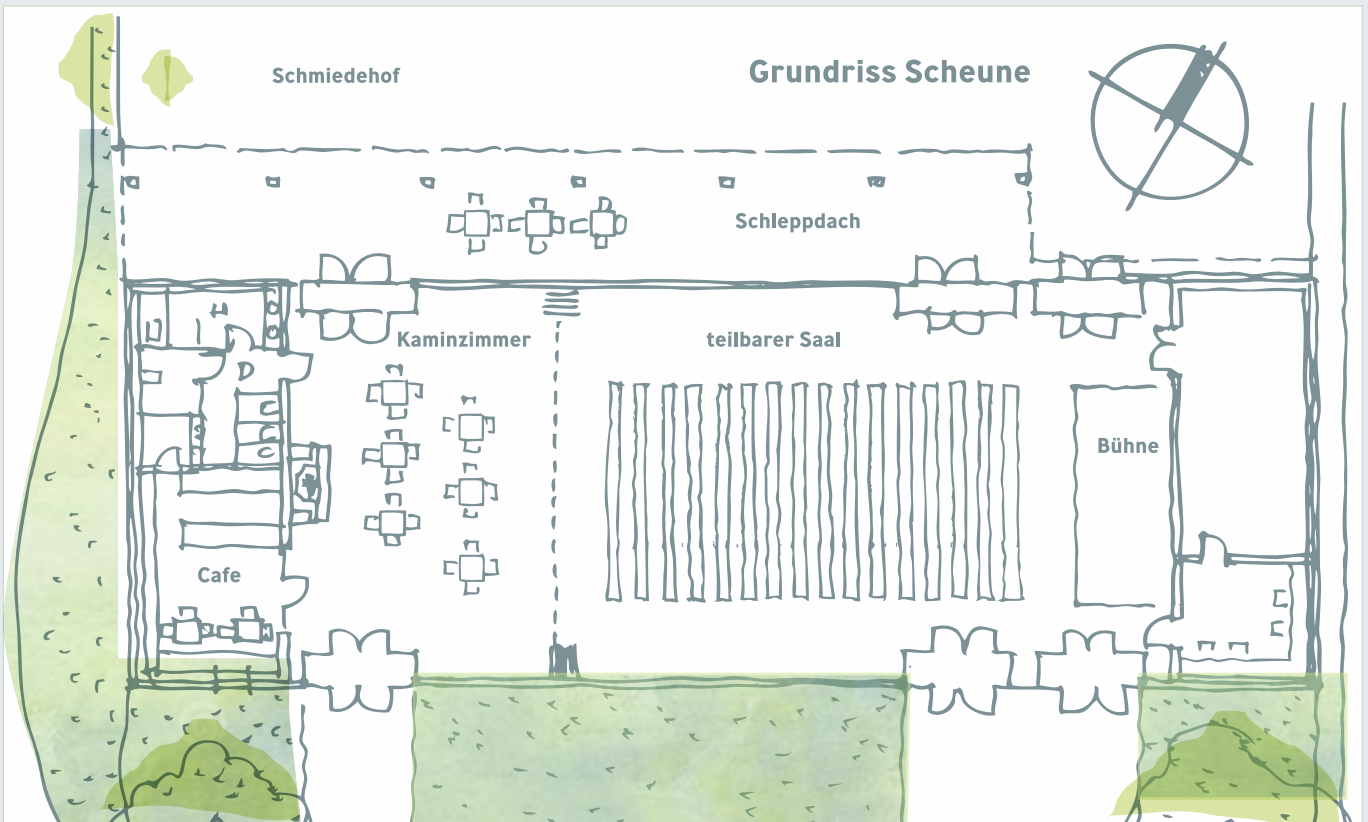 Schmiedehof
Grundriss Scheune
Schleppdach
Kaminzimmer
teilbarer Saal
D
Bühne
Cafe